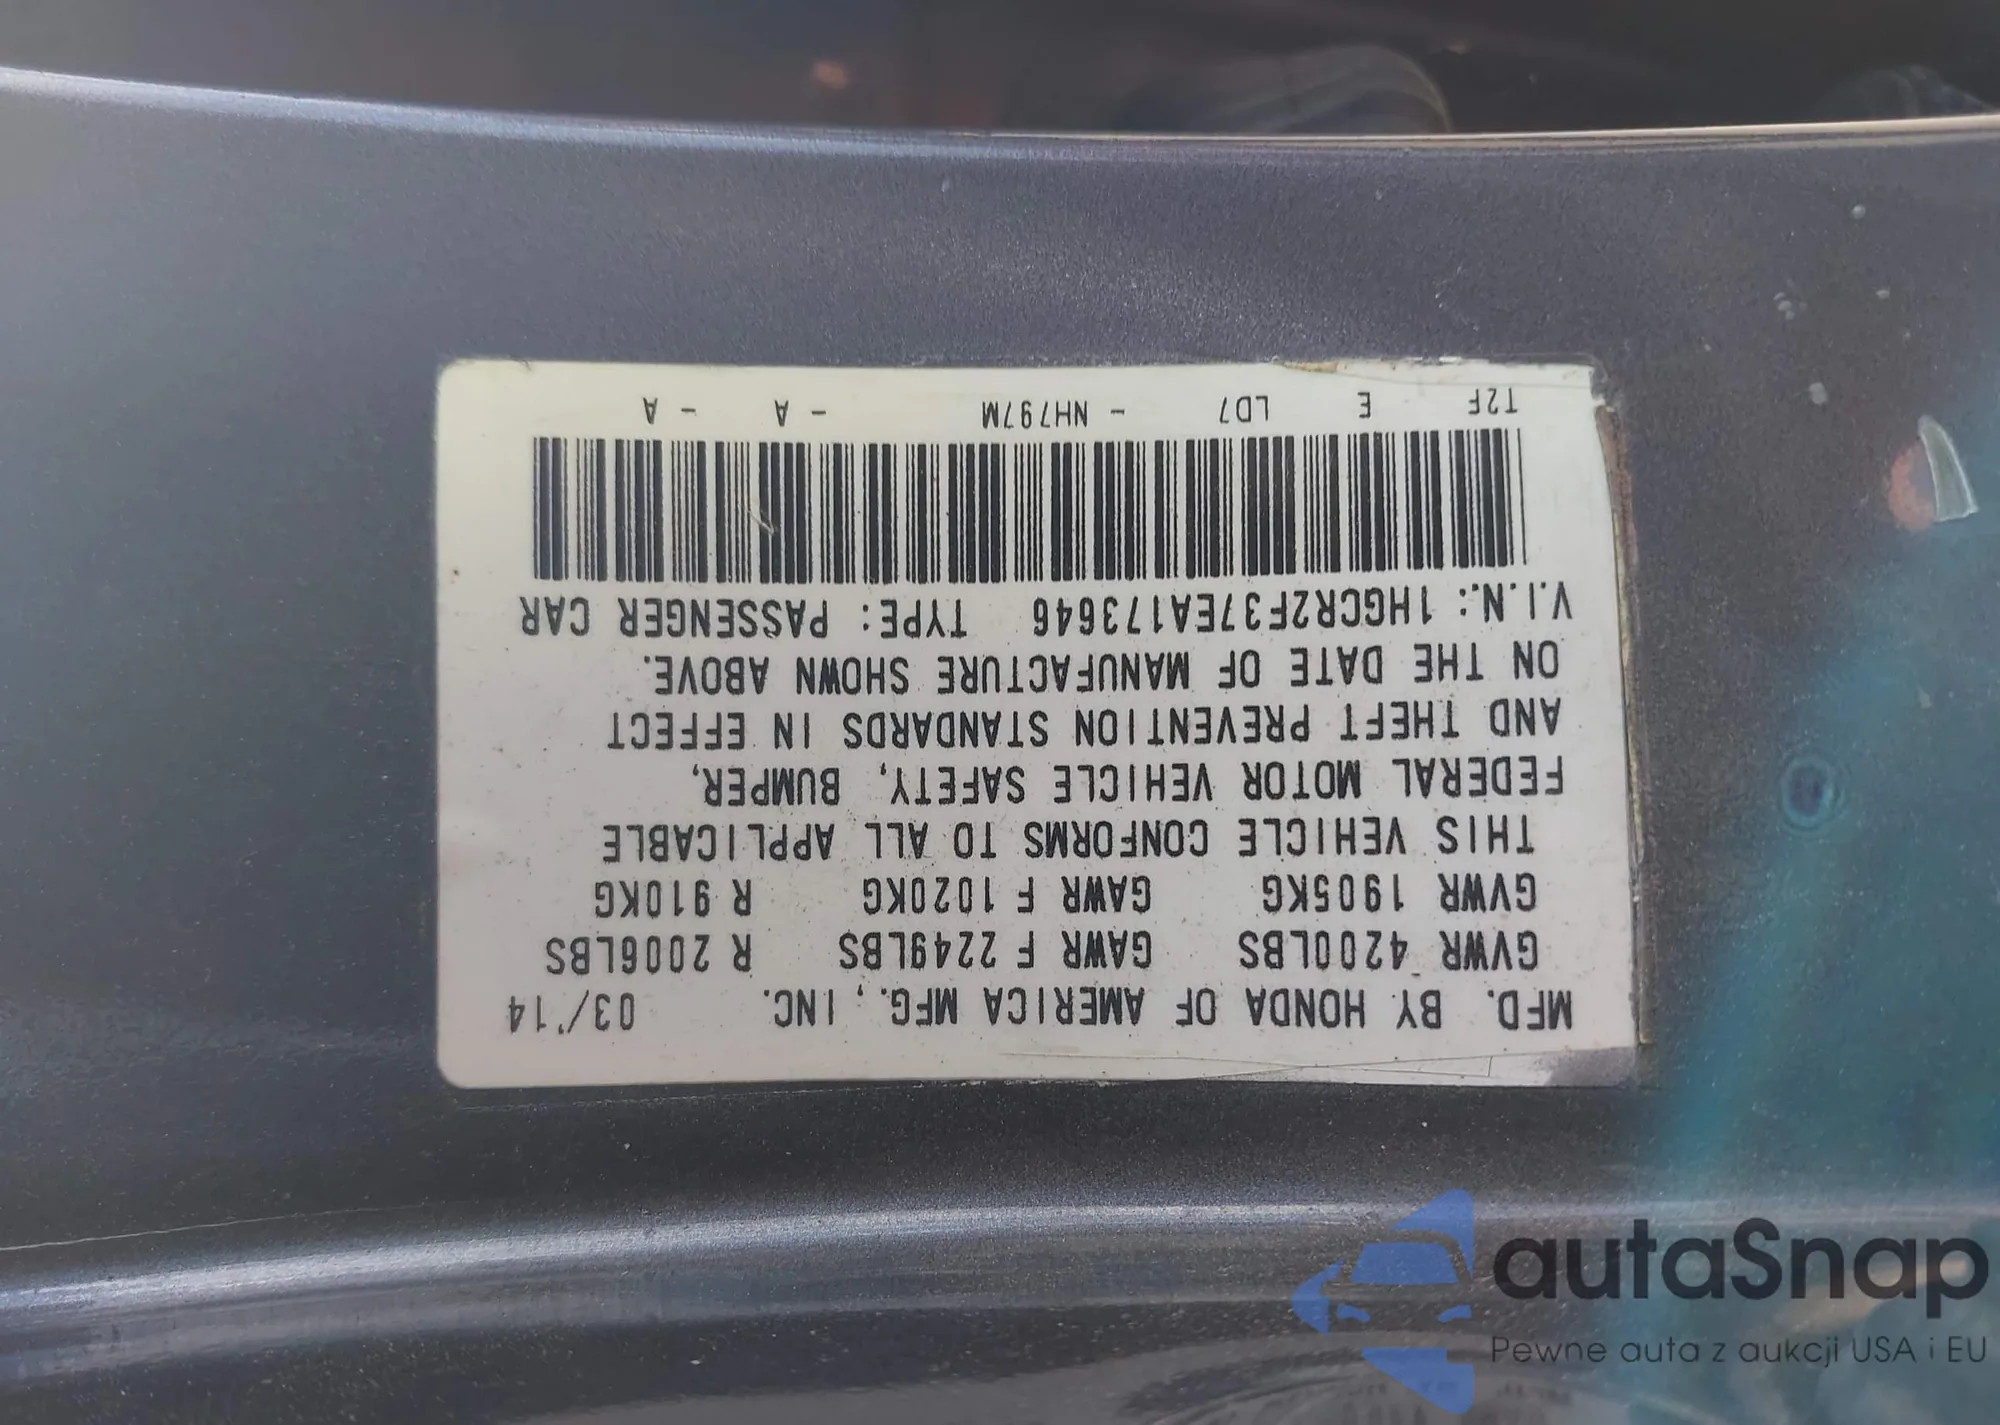 MFD. BY HONDA OF AMERICA MFG., INC. 03/'14
GVWR 4200LBS GAWR F 2249LBS R 2006LBS
GVWR 1905KG GAWR F 1020KG R 910KG
THIS VEHICLE CONFORMS TO ALL APPLICABLE
FEDERAL MOTOR VEHICLE SAFETY, BUMPER,
AND THEFT PREVENTION STANDARDS IN EFFECT
ON THE DATE OF MANUFACTURE SHOWN ABOVE.
V.I.N.: 1HGCR2F37EA173646 TYPE: PASSENGER CAR
T2F E LD7 - NH797M - A - A
autaSnap
Pewne auta z aukcji USA i EU